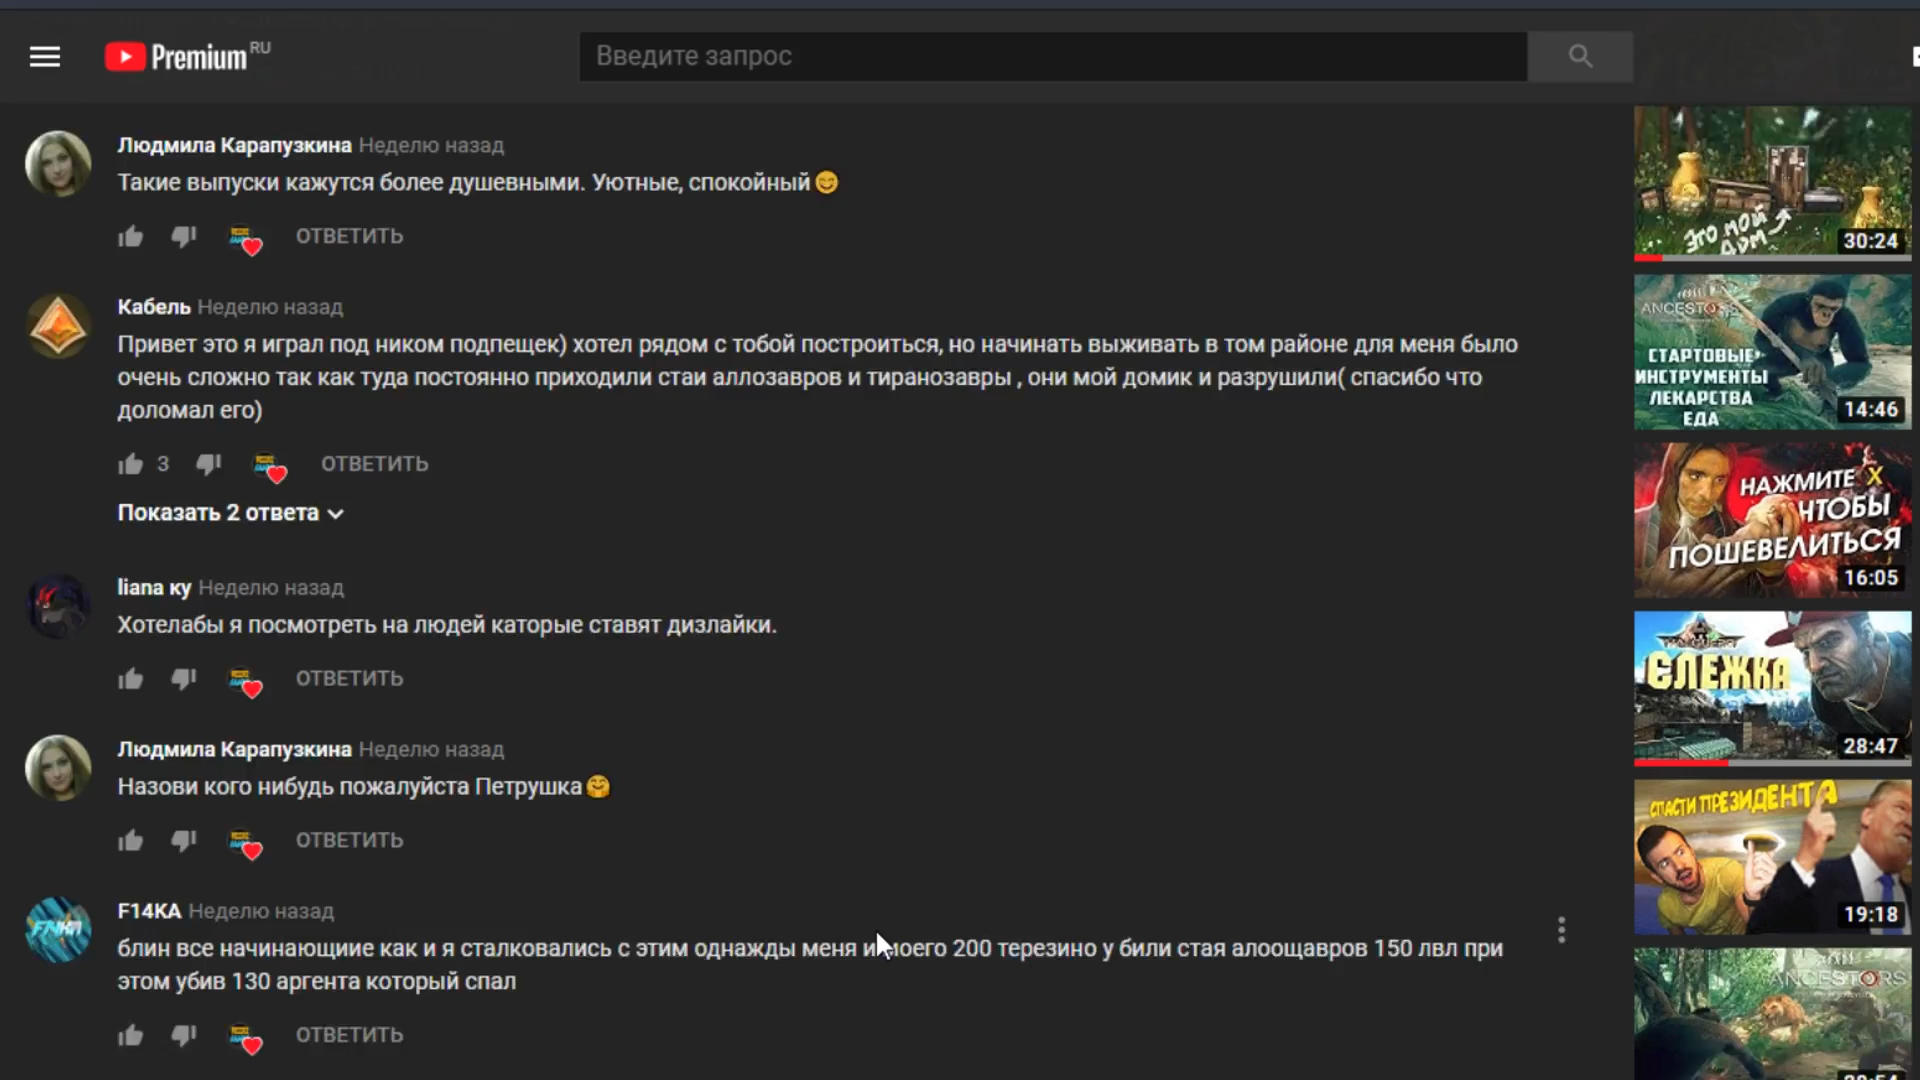 Premium RU
Введите запрос
Людмила Карапузкина Неделю назад
Такие выпуски кажутся более душевными. Уютные, спокойный😊
ОТВЕТИТЬ
Кабель Неделю назад
Привет это я играл под ником подпещек) хотел рядом с тобой построиться, но начинать выживать в том районе для меня было
очень сложно так как туда постоянно приходили стаи аллозавров и тиранозавры , они мой домик и разрушили( спасибо что
доломал его)
3 ОТВЕТИТЬ
Показать 2 ответа
liana ку Неделю назад
Хотелабы я посмотреть на людей каторые ставят дизлайки.
ОТВЕТИТЬ
Людмила Карапузкина Неделю назад
Назови кого нибудь пожалуйста Петрушка🤗
ОТВЕТИТЬ
F14KA Неделю назад
блин все начинающиие как и я сталковались с этим однажды меня и моего 200 терезино у били стая алоощавров 150 лвл при
этом убив 130 аргента который спал
ОТВЕТИТЬ
ЭТО МОЙ
ДОМ
30:24
ANCESTORS
СТАРТОВЫЕ
ИНСТРУМЕНТЫ
ЛЕКАРСТВА
ЕДА
14:46
НАЖМИТЕ X
ЧТОБЫ
ПОШЕВЕЛИТЬСЯ
16:05
СЛЕЖКА
28:47
СПАСТИ ПРЕЗИДЕНТА
19:18
ANCESTORS